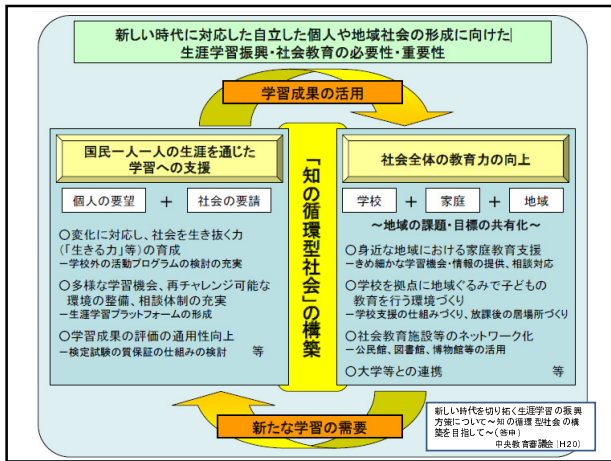 新しい時代に対応した自立した個人や地域社会の形成に向けた
生涯学習振興・社会教育の必要性・重要性
学習成果の活用
国民一人一人の生涯を通じた
学習への支援
個人の要望 + 社会の要請
○変化に対応し、社会を生き抜く力
(「生きる力」等)の育成
－学校外の活動プログラムの検討の充実
○多様な学習機会、再チャレンジ可能な
環境の整備、相談体制の充実
－生涯学習プラットフォームの形成
○学習成果の評価の通用性向上
－検定試験の質保証の仕組みの検討 等
「知の循環型社会」の構築
社会全体の教育力の向上
学校 + 家庭 + 地域
～地域の課題・目標の共有化～
○身近な地域における家庭教育支援
－きめ細かな学習機会・情報の提供、相談対応
○学校を拠点に地域ぐるみで子どもの
教育を行う環境づくり
－学校支援の仕組みづくり、放課後の居場所づくり
○社会教育施設等のネットワーク化
－公民館、図書館、博物館等の活用
○大学等との連携 等
新たな学習の需要
新しい時代を切り拓く生涯学習の振興
方策について～知の循環型社会の構
築を目指して～(答申)
中央教育審議会(H20)